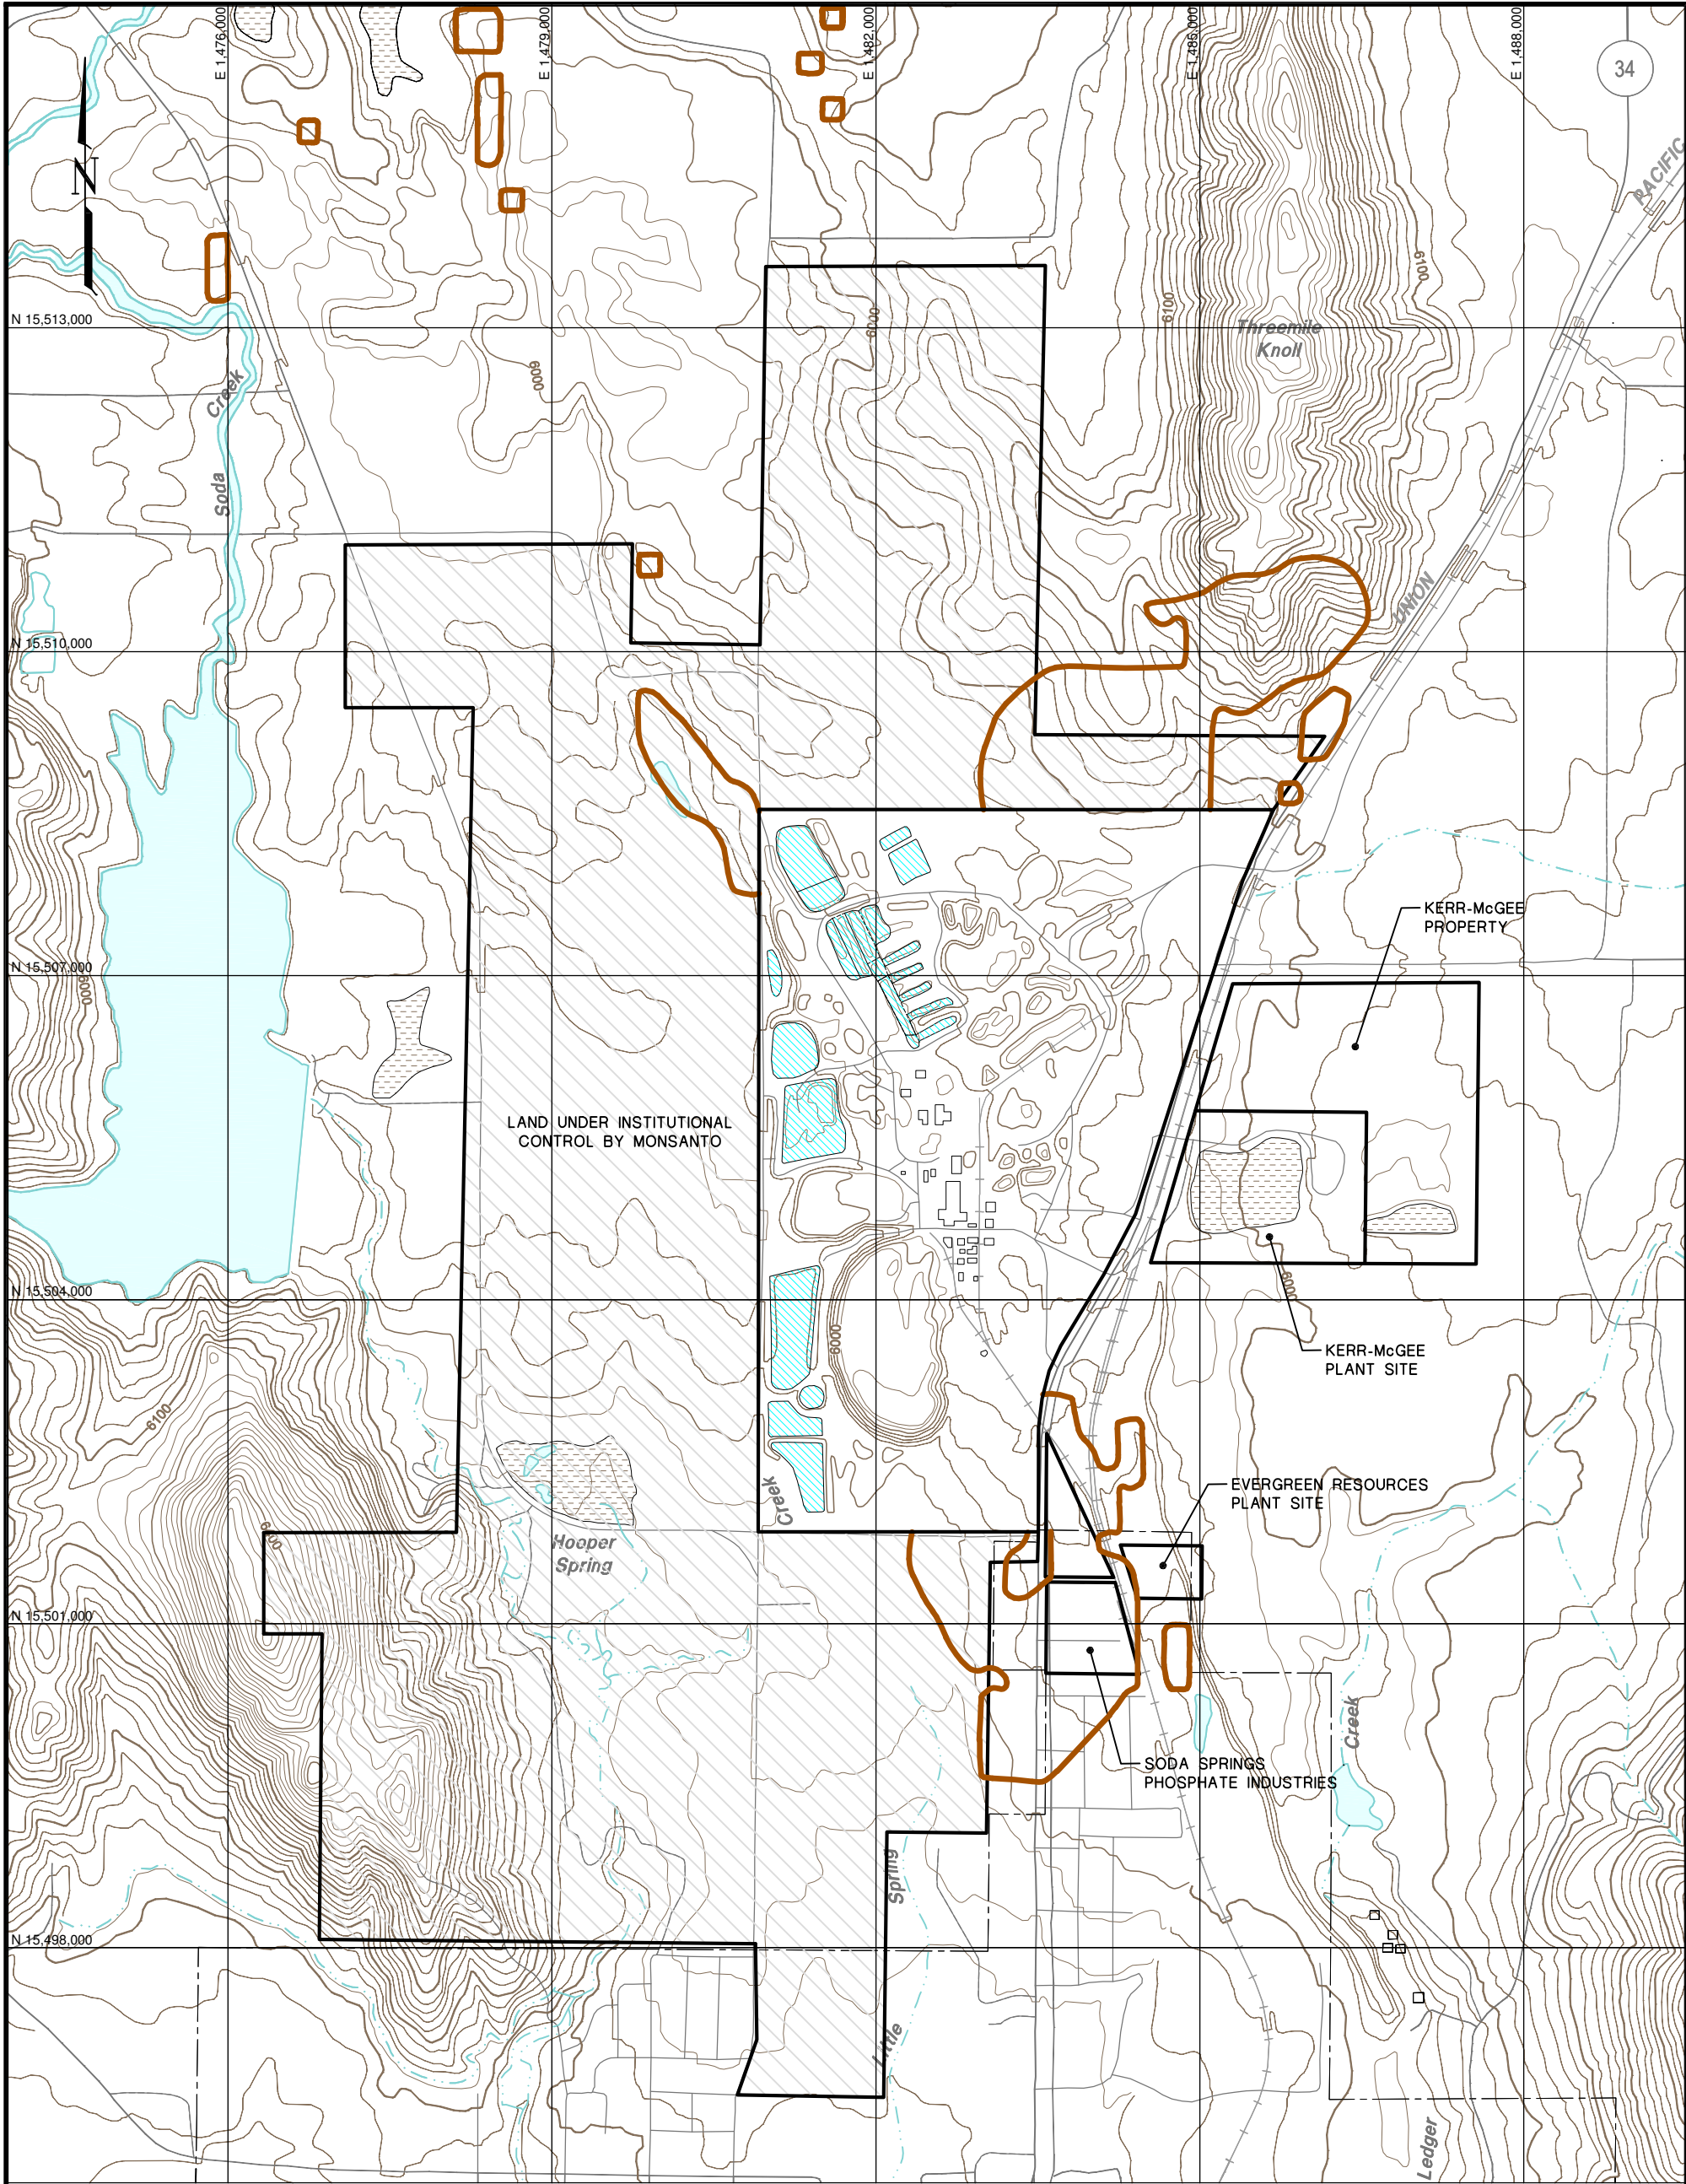 E 1,476,000
E 1,479,000
E 1,482,000
E 1,485,000
E 1,488,000
34
PACIFIC
N
6100
6100
N 15,513,000
6000
Threemile
Knoll
6000
Creek
Soda
UNION
N 15,510,000
KERR-McGEE
PROPERTY
N 15,507,000
6000
LAND UNDER INSTITUTIONAL
CONTROL BY MONSANTO
6000
N 15,504,000
6000
KERR-McGEE
PLANT SITE
6100
EVERGREEN RESOURCES
PLANT SITE
Creek
Hooper
Spring
N 15,501,000
Creek
SODA SPRINGS
PHOSPHATE INDUSTRIES
Spring
N 15,498,000
Little
Ledger